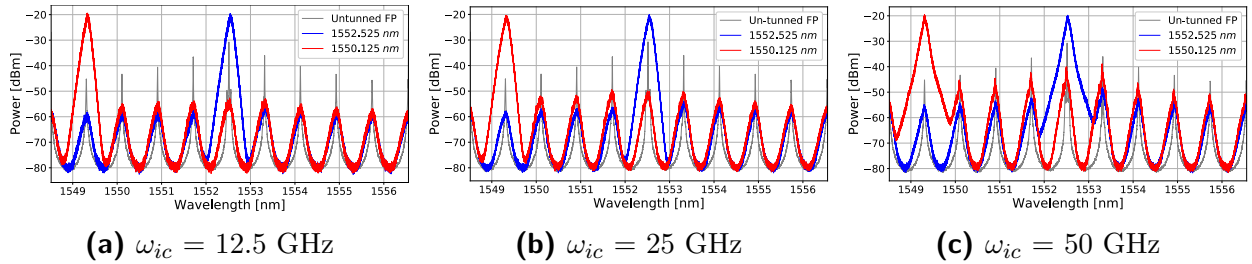 Power [dBm]
−20
−30
−40
−50
−60
−70
−80
Untunned FP
1552.525 nm
1550.125 nm
1549 1550 1551 1552 1553 1554 1555 1556
Wavelength [nm]
(a) ω_ic = 12.5 GHz
Power [dBm]
−20
−30
−40
−50
−60
−70
−80
Un-tunned FP
1552.525 nm
1550.125 nm
1549 1550 1551 1552 1553 1554 1555 1556
Wavelength [nm]
(b) ω_ic = 25 GHz
Power [dBm]
−20
−30
−40
−50
−60
−70
−80
Un-tunned FP
1552.525 nm
1550.125 nm
1549 1550 1551 1552 1553 1554 1555 1556
Wavelength [nm]
(c) ω_ic = 50 GHz